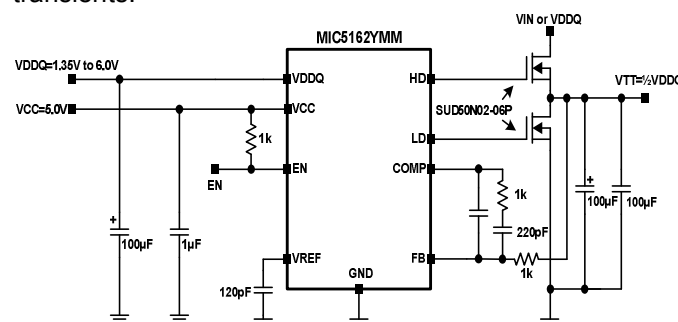 transients.
VIN or VDDQ
MIC5162YMM
VDDQ=1.35V to 6.0V
VDDQ
HD
VTT=½VDDQ
VCC=5.0V
VCC
SUD50N02-06P
1k
LD
EN
EN
COMP
1k
100µF
1µF
100µF
100µF
220pF
VREF
FB
GND
1k
120pF